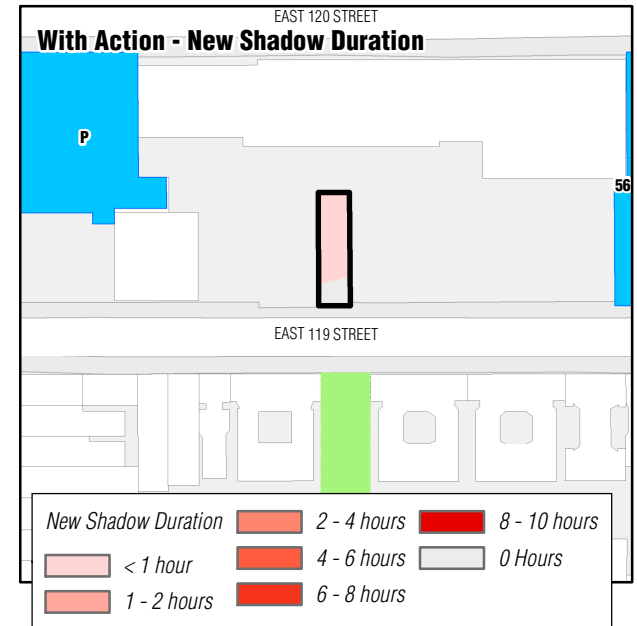 EAST 120 STREET
With Action - New Shadow Duration
P
56
EAST 119 STREET
New Shadow Duration
< 1 hour
1 - 2 hours
2 - 4 hours
4 - 6 hours
6 - 8 hours
8 - 10 hours
0 Hours